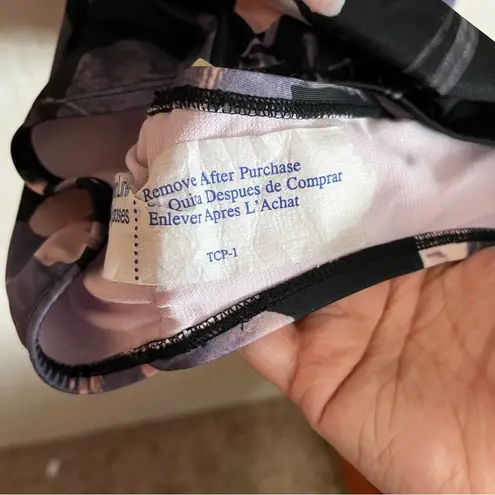 Remove After Purchase
Quita Despues de Comprar
Enlever Apres L'Achat
TCP-1